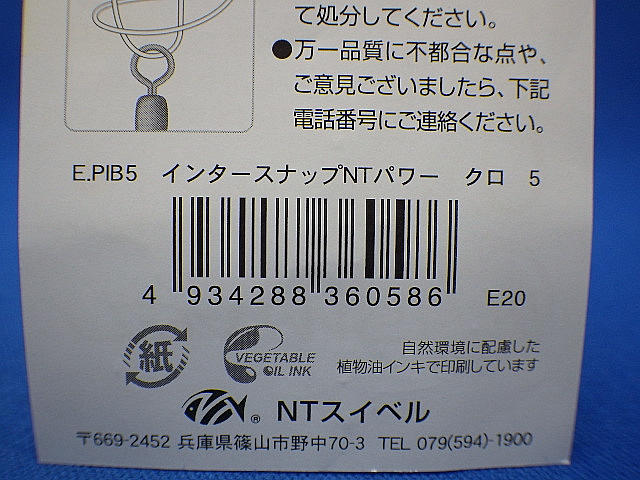 て処分してください。
●万一品質に不都合な点や、
ご意見ございましたら、下記
電話番号にご連絡ください。
E.PIB5 インタースナップNTパワー クロ 5
4 934288 360586 E20
紙
VEGETABLE
OIL INK
自然環境に配慮した
植物油インキで印刷しています
® NTスイベル
〒669-2452 兵庫県篠山市野中70-3 TEL 079(594)-1900